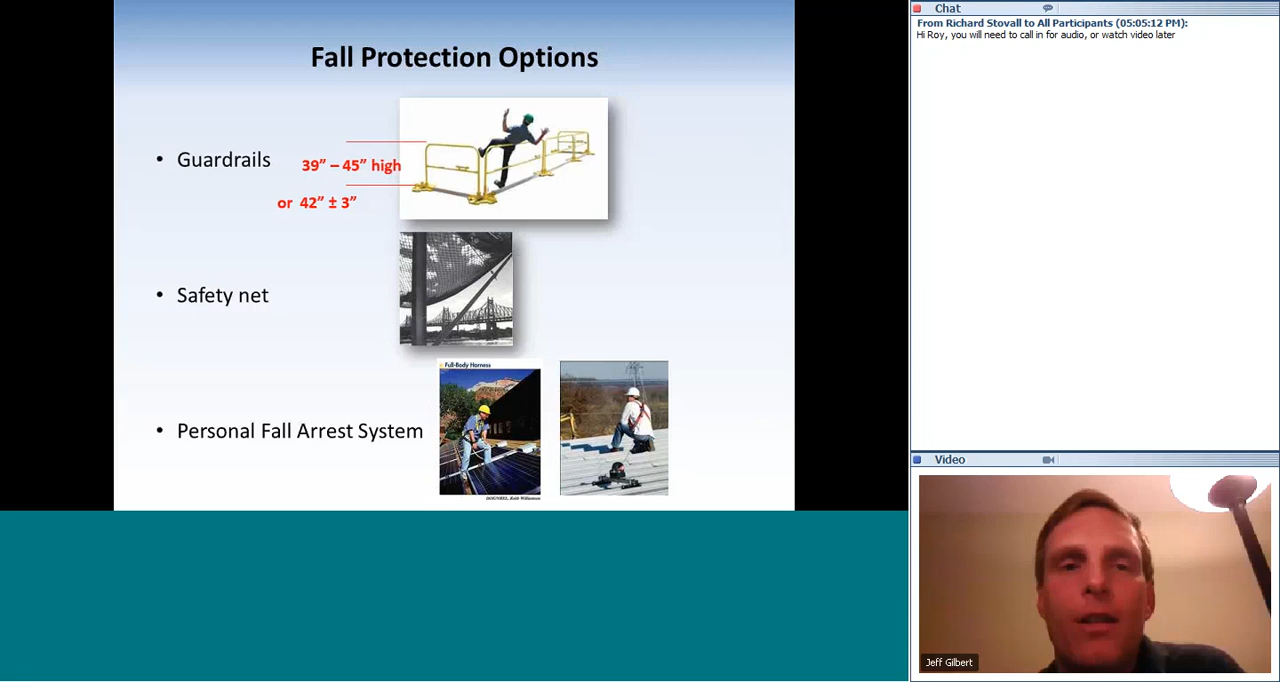 Fall Protection Options
• Guardrails
39” – 45” high
or 42” ± 3”
• Safety net
Full-Body Harness
• Personal Fall Arrest System
Chat
From Richard Stovall to All Participants (05:05:12 PM):
Hi Roy, you will need to call in for audio, or watch video later
Video
Jeff Gilbert